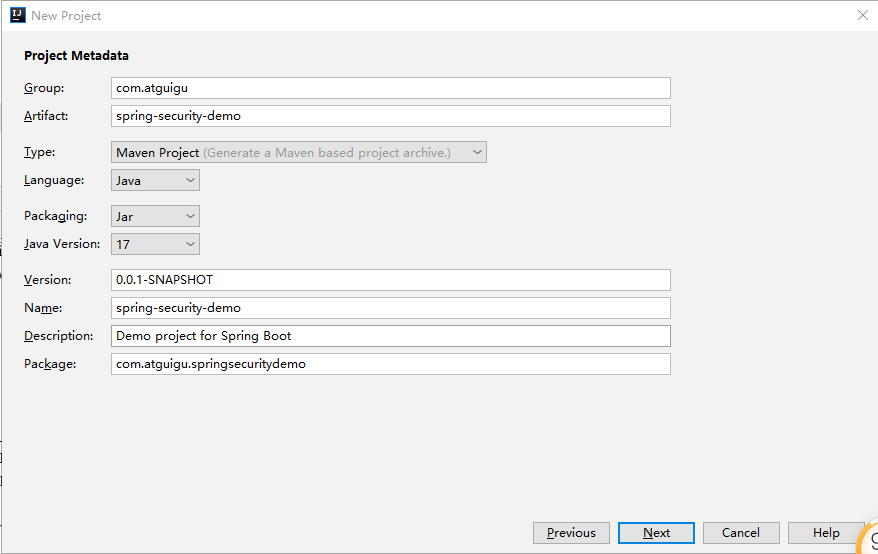 New Project
Project Metadata
Group: com.atguigu
Artifact: spring-security-demo
Type: Maven Project (Generate a Maven based project archive.)
Language: Java
Packaging: Jar
Java Version: 17
Version: 0.0.1-SNAPSHOT
Name: spring-security-demo
Description: Demo project for Spring Boot
Package: com.atguigu.springsecuritydemo
Previous Next Cancel Help